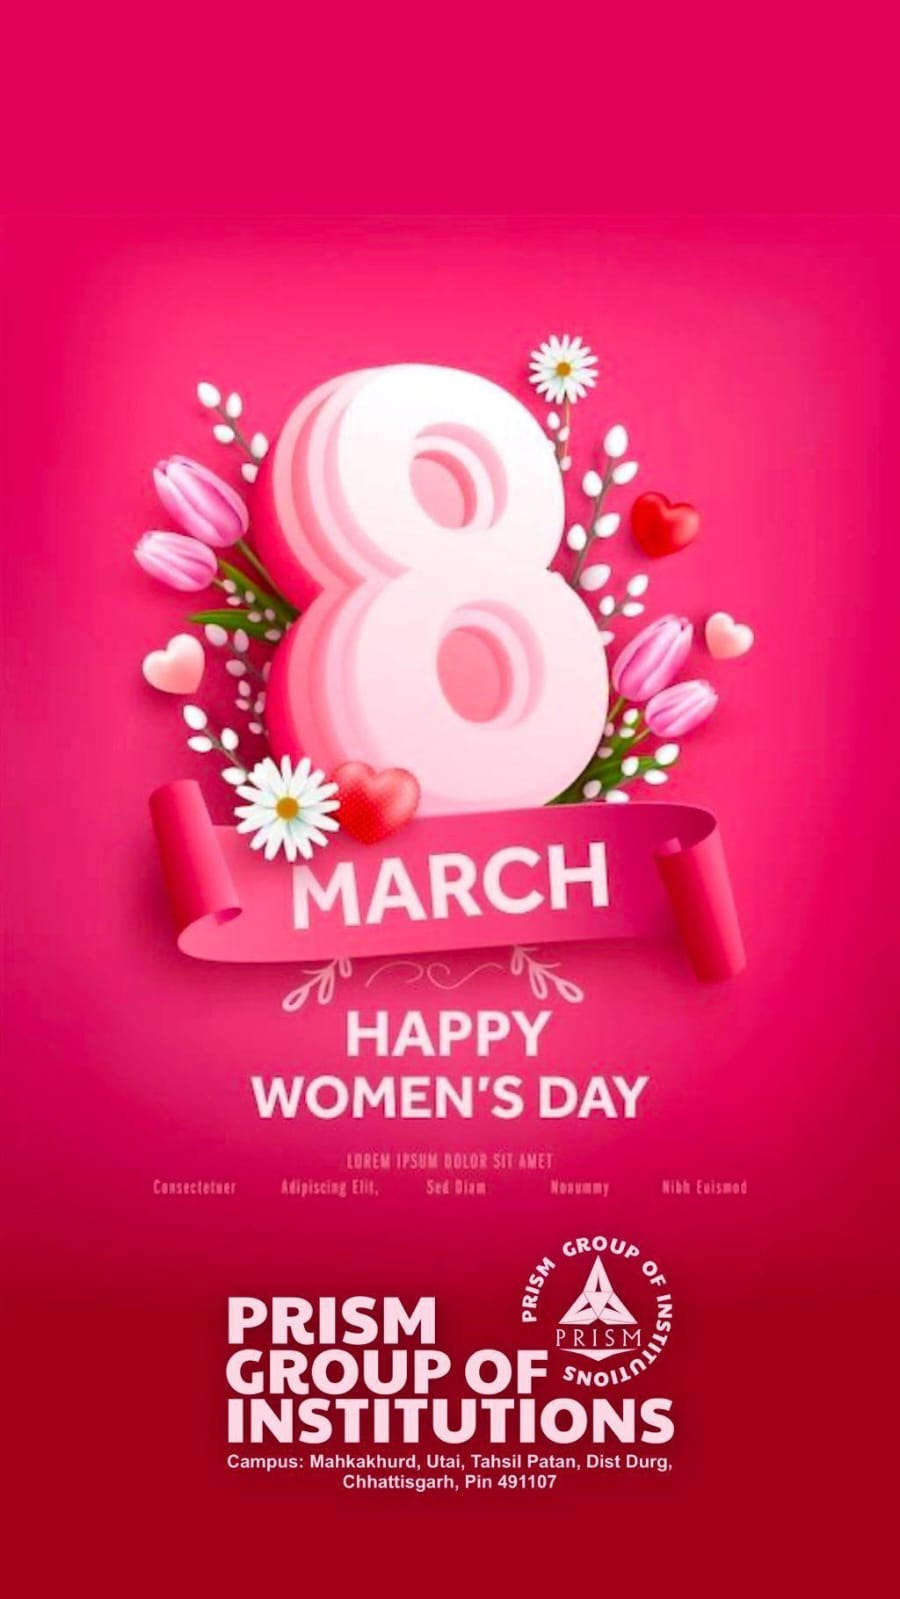 8
MARCH
HAPPY
WOMEN'S DAY
LOREM IPSUM DOLOR SIT AMET
Consectetuer Adipiscing Elit, Sed Diam Nonummy Nibh Euismod
PRISM GROUP OF INSTITUTIONS
PRISM
PRISM
GROUP OF
INSTITUTIONS
Campus: Mahkakhurd, Utai, Tahsil Patan, Dist Durg,
Chhattisgarh, Pin 491107